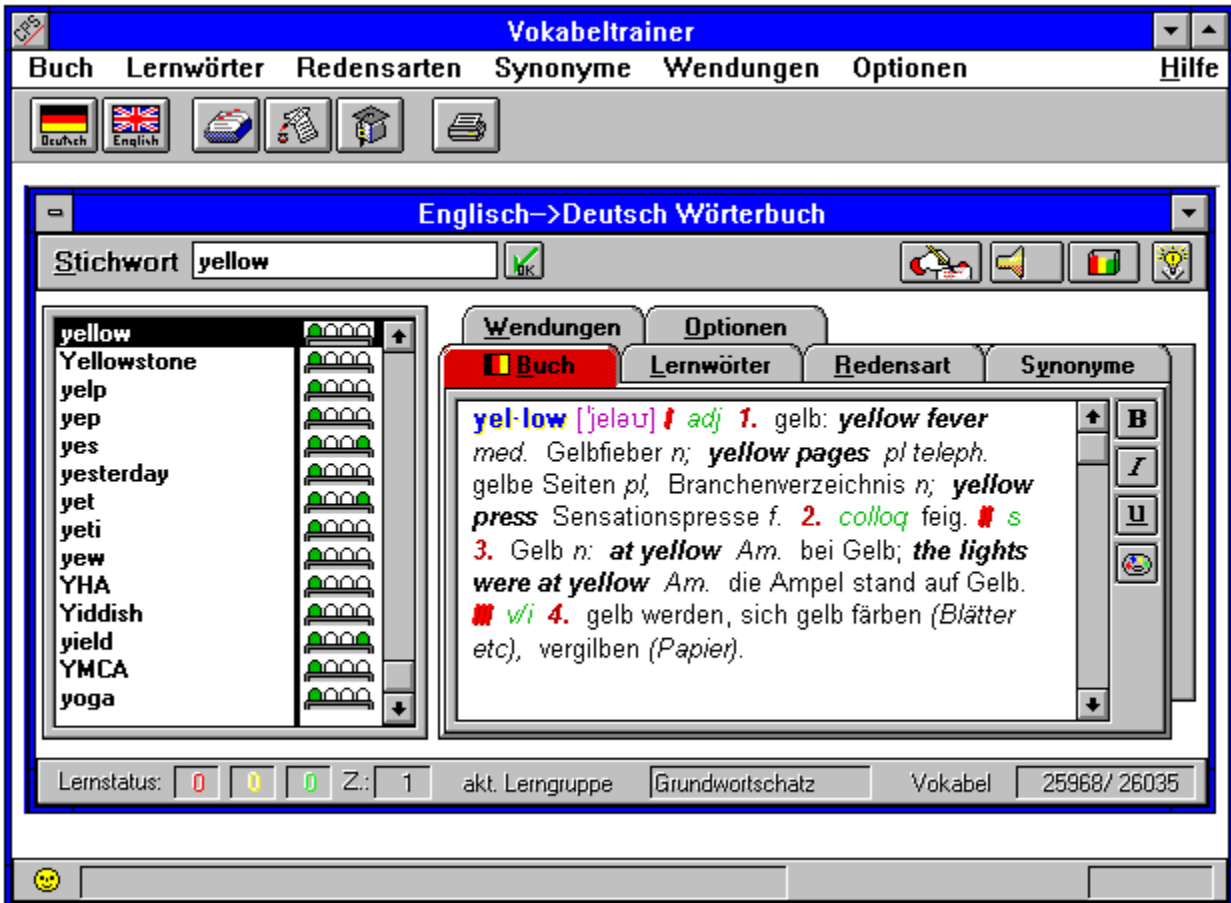 CPS
Vokabeltrainer
Buch Lernwörter Redensarten Synonyme Wendungen Optionen Hilfe
Deutsch English
Englisch–>Deutsch Wörterbuch
Stichwort yellow OK
yellow
Yellowstone
yelp
yep
yes
yesterday
yet
yeti
yew
YHA
Yiddish
yield
YMCA
yoga
Wendungen Optionen
Buch Lernwörter Redensart Synonyme
yel·low ['jeləʊ] I adj 1. gelb: yellow fever
med. Gelbfieber n; yellow pages pl teleph.
gelbe Seiten pl, Branchenverzeichnis n; yellow
press Sensationspresse f. 2. colloq feig. II s
3. Gelb n: at yellow Am. bei Gelb; the lights
were at yellow Am. die Ampel stand auf Gelb.
III v/i 4. gelb werden, sich gelb färben (Blätter
etc), vergilben (Papier).
B
I
U
Lernstatus: 0 0 0 Z.: 1 akt. Lerngruppe Grundwortschatz Vokabel 25968/ 26035